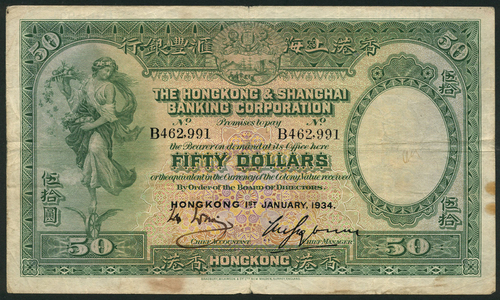 50 行銀豐滙 海上港香 50
THE HONGKONG & SHANGHAI
BANKING CORPORATION
Nº Promises to pay Nº
B462,991 B462,991
the Bearer on demand at its Office here
FIFTY DOLLARS
or the equivalent in the Currency of the Colony, Value received
By Order of the BOARD OF DIRECTORS.
HONGKONG 1ST JANUARY, 1934.
CHIEF ACCOUNTANT CHIEF MANAGER
伍拾圓
伍拾
伍拾
50 港香 HONGKONG 港香 50